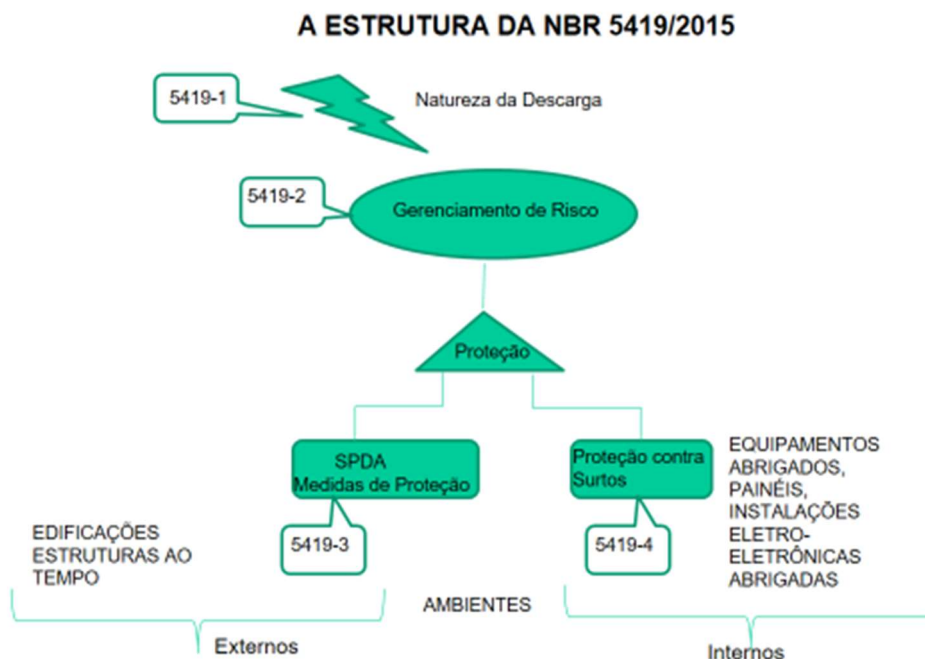 A ESTRUTURA DA NBR 5419/2015
5419-1
Natureza da Descarga
5419-2
Gerenciamento de Risco
Proteção
SPDA
Medidas de Proteção
5419-3
EDIFICAÇÕES
ESTRUTURAS AO
TEMPO
Proteção contra
Surtos
5419-4
EQUIPAMENTOS
ABRIGADOS,
PAINÉIS,
INSTALAÇÕES
ELETRO-
ELETRÔNICAS
ABRIGADAS
AMBIENTES
Externos
Internos